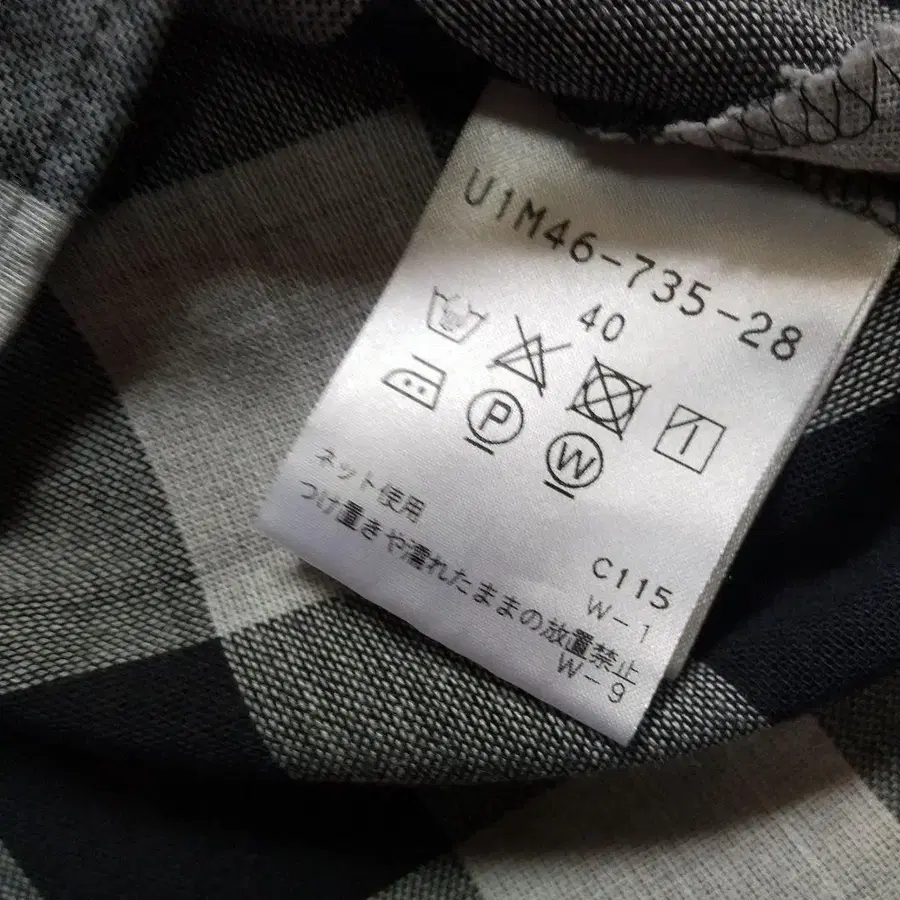 U1M46-735-28
40
P
W
ネット使用
C115
W-1
つけ置きや濡れたままの放置禁止
W-9